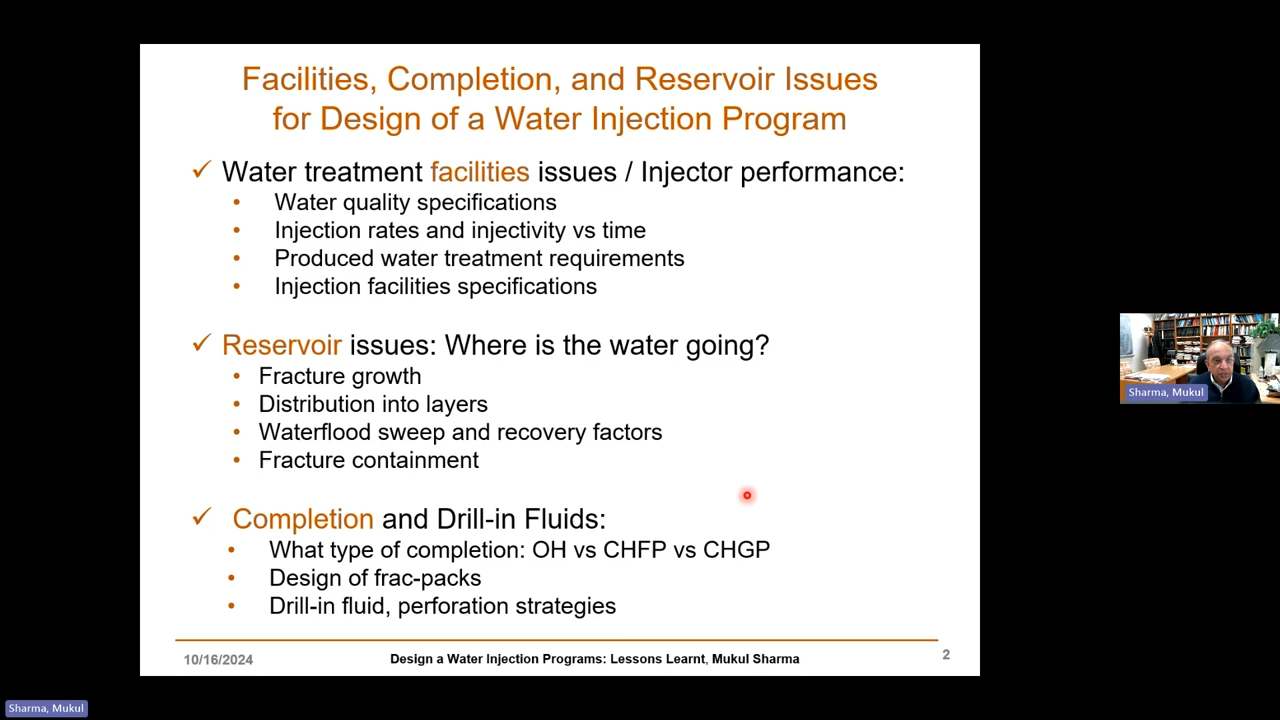 Facilities, Completion, and Reservoir Issues
for Design of a Water Injection Program
✓ Water treatment facilities issues / Injector performance:
• Water quality specifications
• Injection rates and injectivity vs time
• Produced water treatment requirements
• Injection facilities specifications
✓ Reservoir issues: Where is the water going?
• Fracture growth
• Distribution into layers
• Waterflood sweep and recovery factors
• Fracture containment
✓ Completion and Drill-in Fluids:
• What type of completion: OH vs CHFP vs CHGP
• Design of frac-packs
• Drill-in fluid, perforation strategies
10/16/2024 Design a Water Injection Programs: Lessons Learnt, Mukul Sharma 2
Sharma, Mukul
Sharma, Mukul